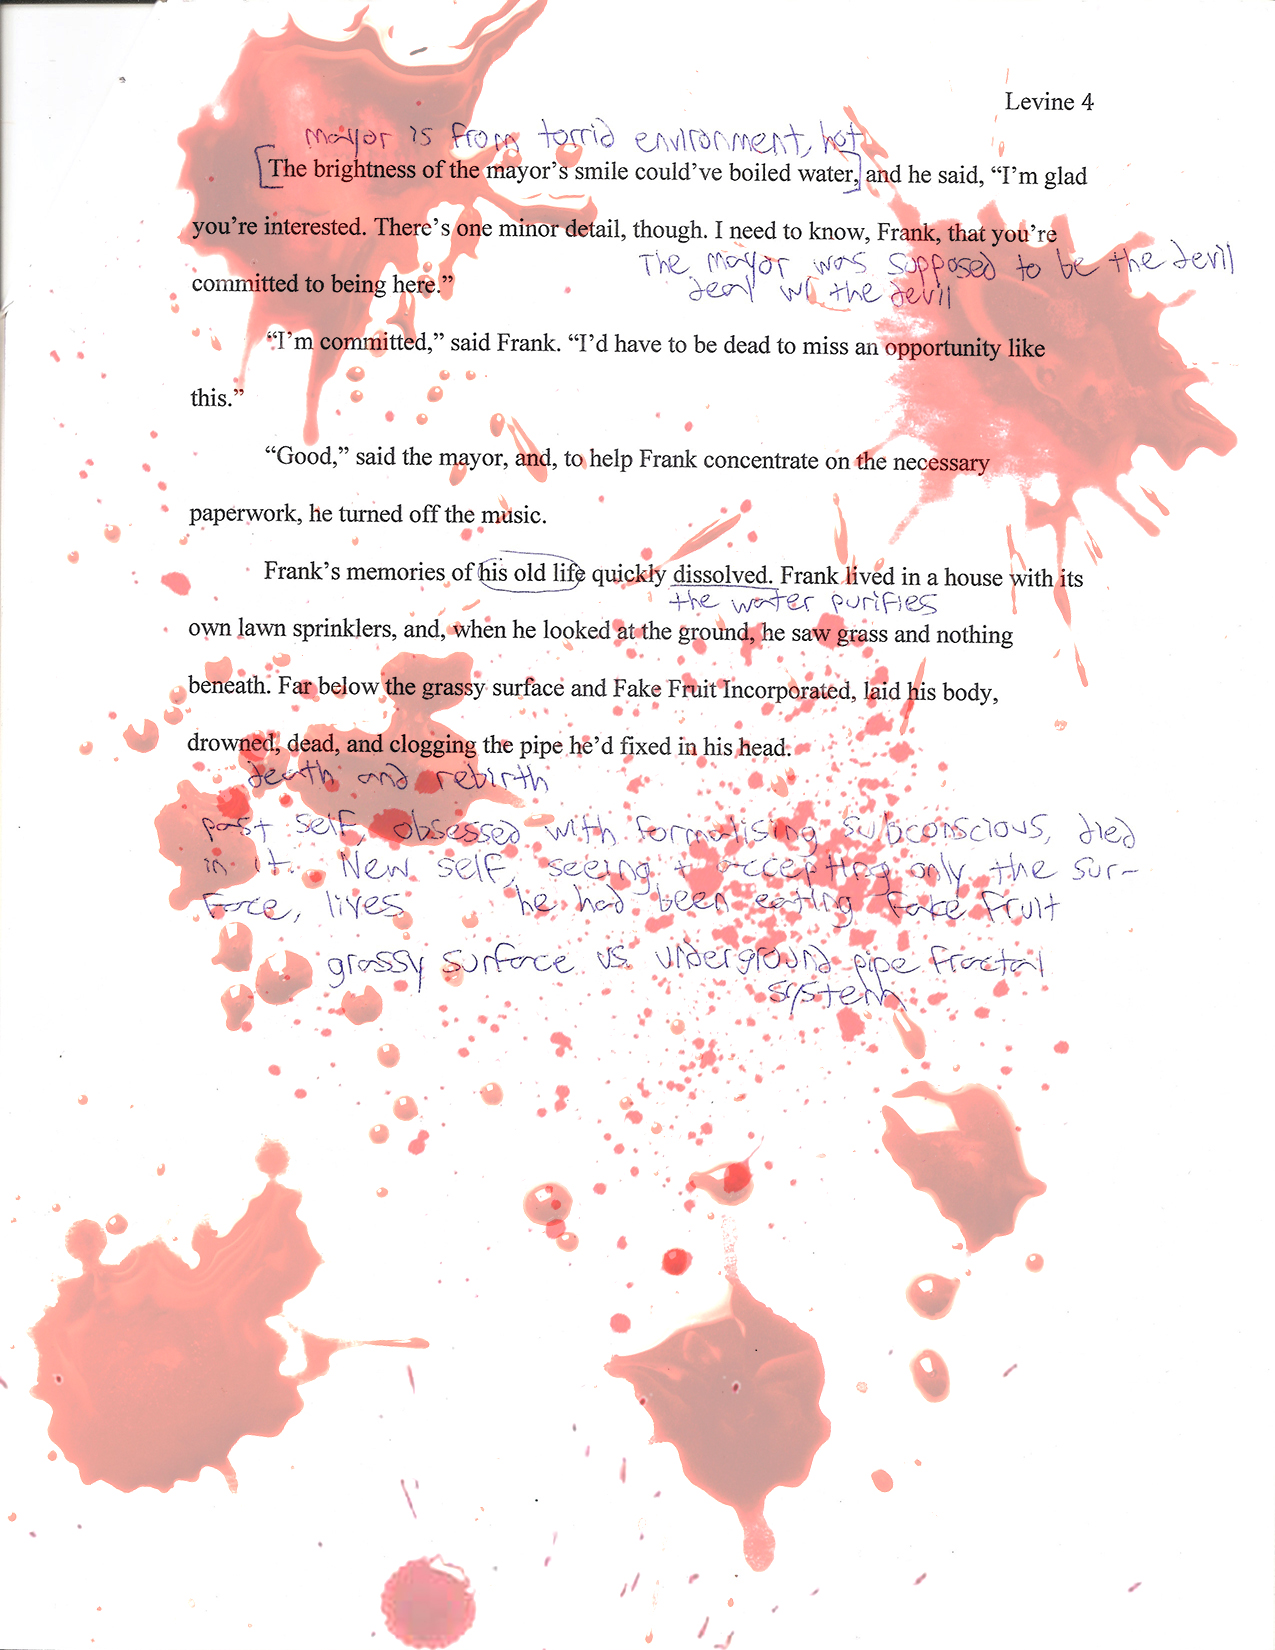 Levine 4
mayor is from torrid environment, hot
The brightness of the mayor's smile could've boiled water, and he said, “I'm glad
you're interested. There's one minor detail, though. I need to know, Frank, that you're
The mayor was supposed to be the devil
committed to being here.”
deal w/ the devil
“I'm committed,” said Frank. “I'd have to be dead to miss an opportunity like
this.”
“Good,” said the mayor, and, to help Frank concentrate on the necessary
paperwork, he turned off the music.
Frank's memories of his old life quickly dissolved. Frank lived in a house with its
the water purifies
own lawn sprinklers, and, when he looked at the ground, he saw grass and nothing
beneath. Far below the grassy surface and Fake Fruit Incorporated, laid his body,
drowned, dead, and clogging the pipe he'd fixed in his head.
death and rebirth
past self, obsessed with formalising subconscious, died
in it. New self, seeing + accepting only the sur-
face, lives he had been eating fake fruit
grassy surface vs. underground pipe fractal
system